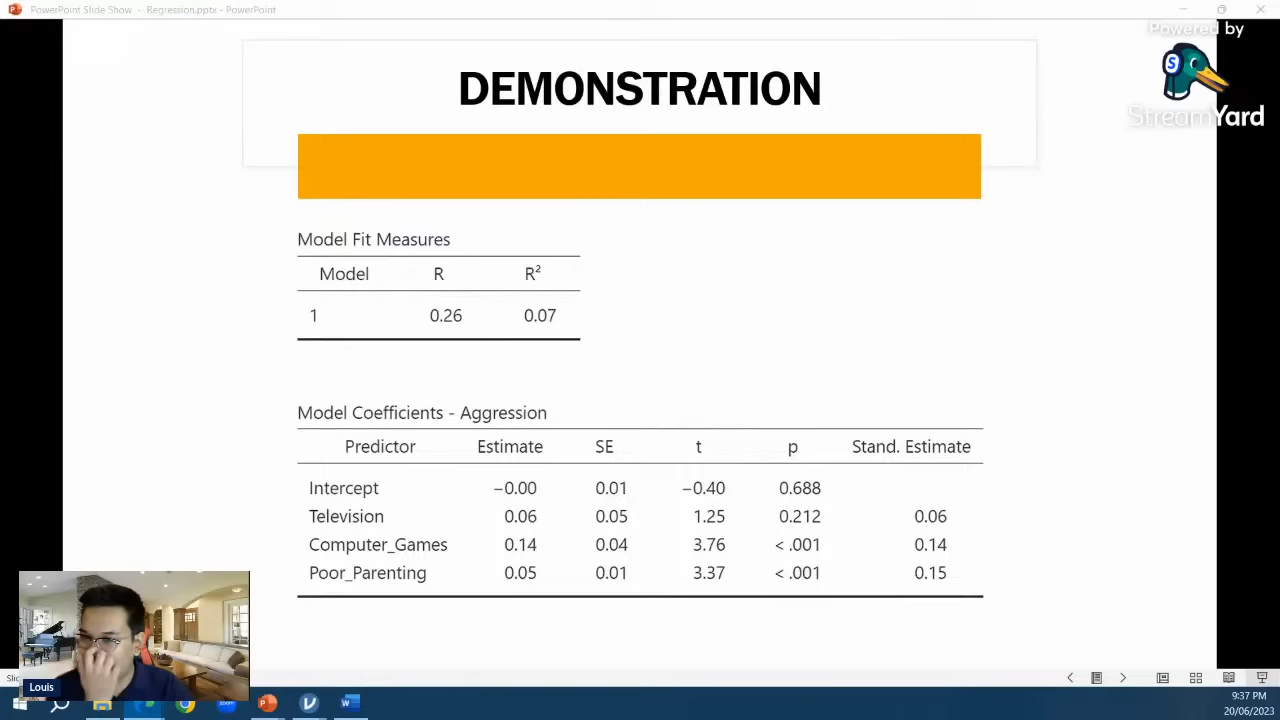 PowerPoint Slide Show - Regression.pptx - PowerPoint
Powered by
StreamYard
DEMONSTRATION
Model Fit Measures
Model R R²
1 0.26 0.07
Model Coefficients - Aggression
Predictor Estimate SE t p Stand. Estimate
Intercept −0.00 0.01 −0.40 0.688
Television 0.06 0.05 1.25 0.212 0.06
Computer_Games 0.14 0.04 3.76 < .001 0.14
Poor_Parenting 0.05 0.01 3.37 < .001 0.15
Louis
9:37 PM
20/06/2023